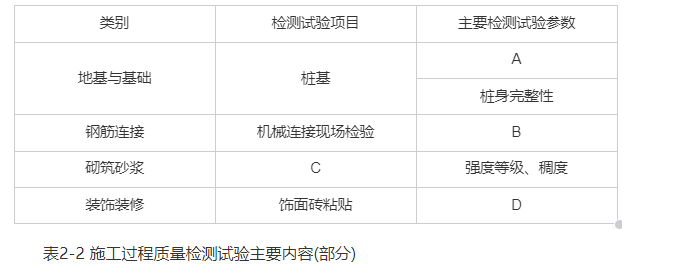 类别 检测试验项目 主要检测试验参数
地基与基础 桩基 A
桩身完整性
钢筋连接 机械连接现场检验 B
砌筑砂浆 C 强度等级、稠度
装饰装修 饰面砖粘贴 D
表2-2 施工过程质量检测试验主要内容(部分)